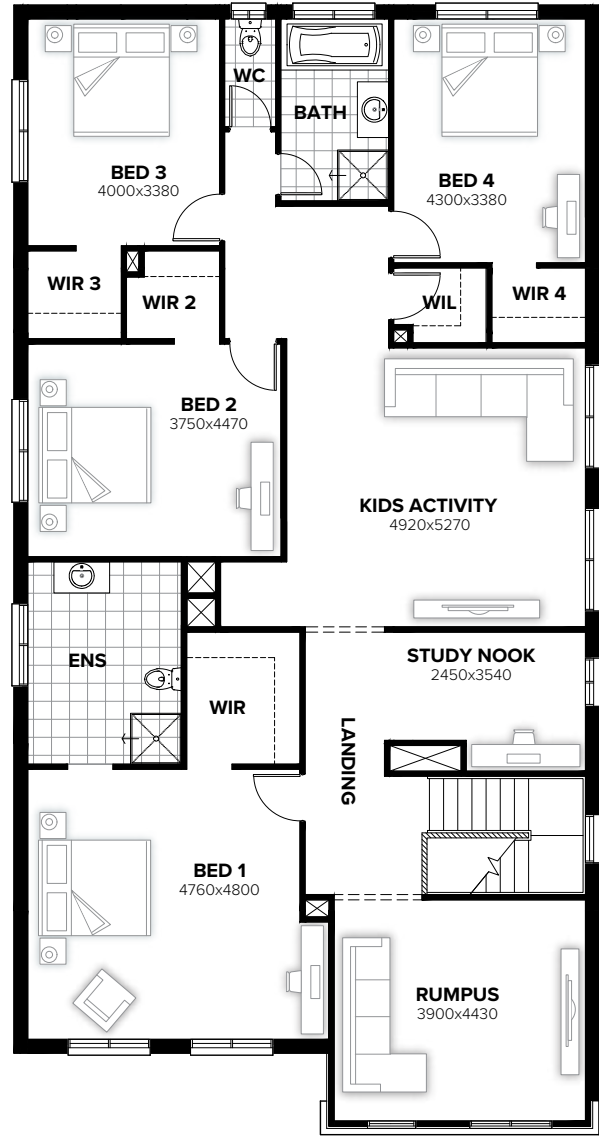 WC
BATH
BED 3
4000x3380
BED 4
4300x3380
WIR 3
WIR 2
WIL
WIR 4
BED 2
3750x4470
KIDS ACTIVITY
4920x5270
ENS
WIR
STUDY NOOK
2450x3540
LANDING
BED 1
4760x4800
RUMPUS
3900x4430